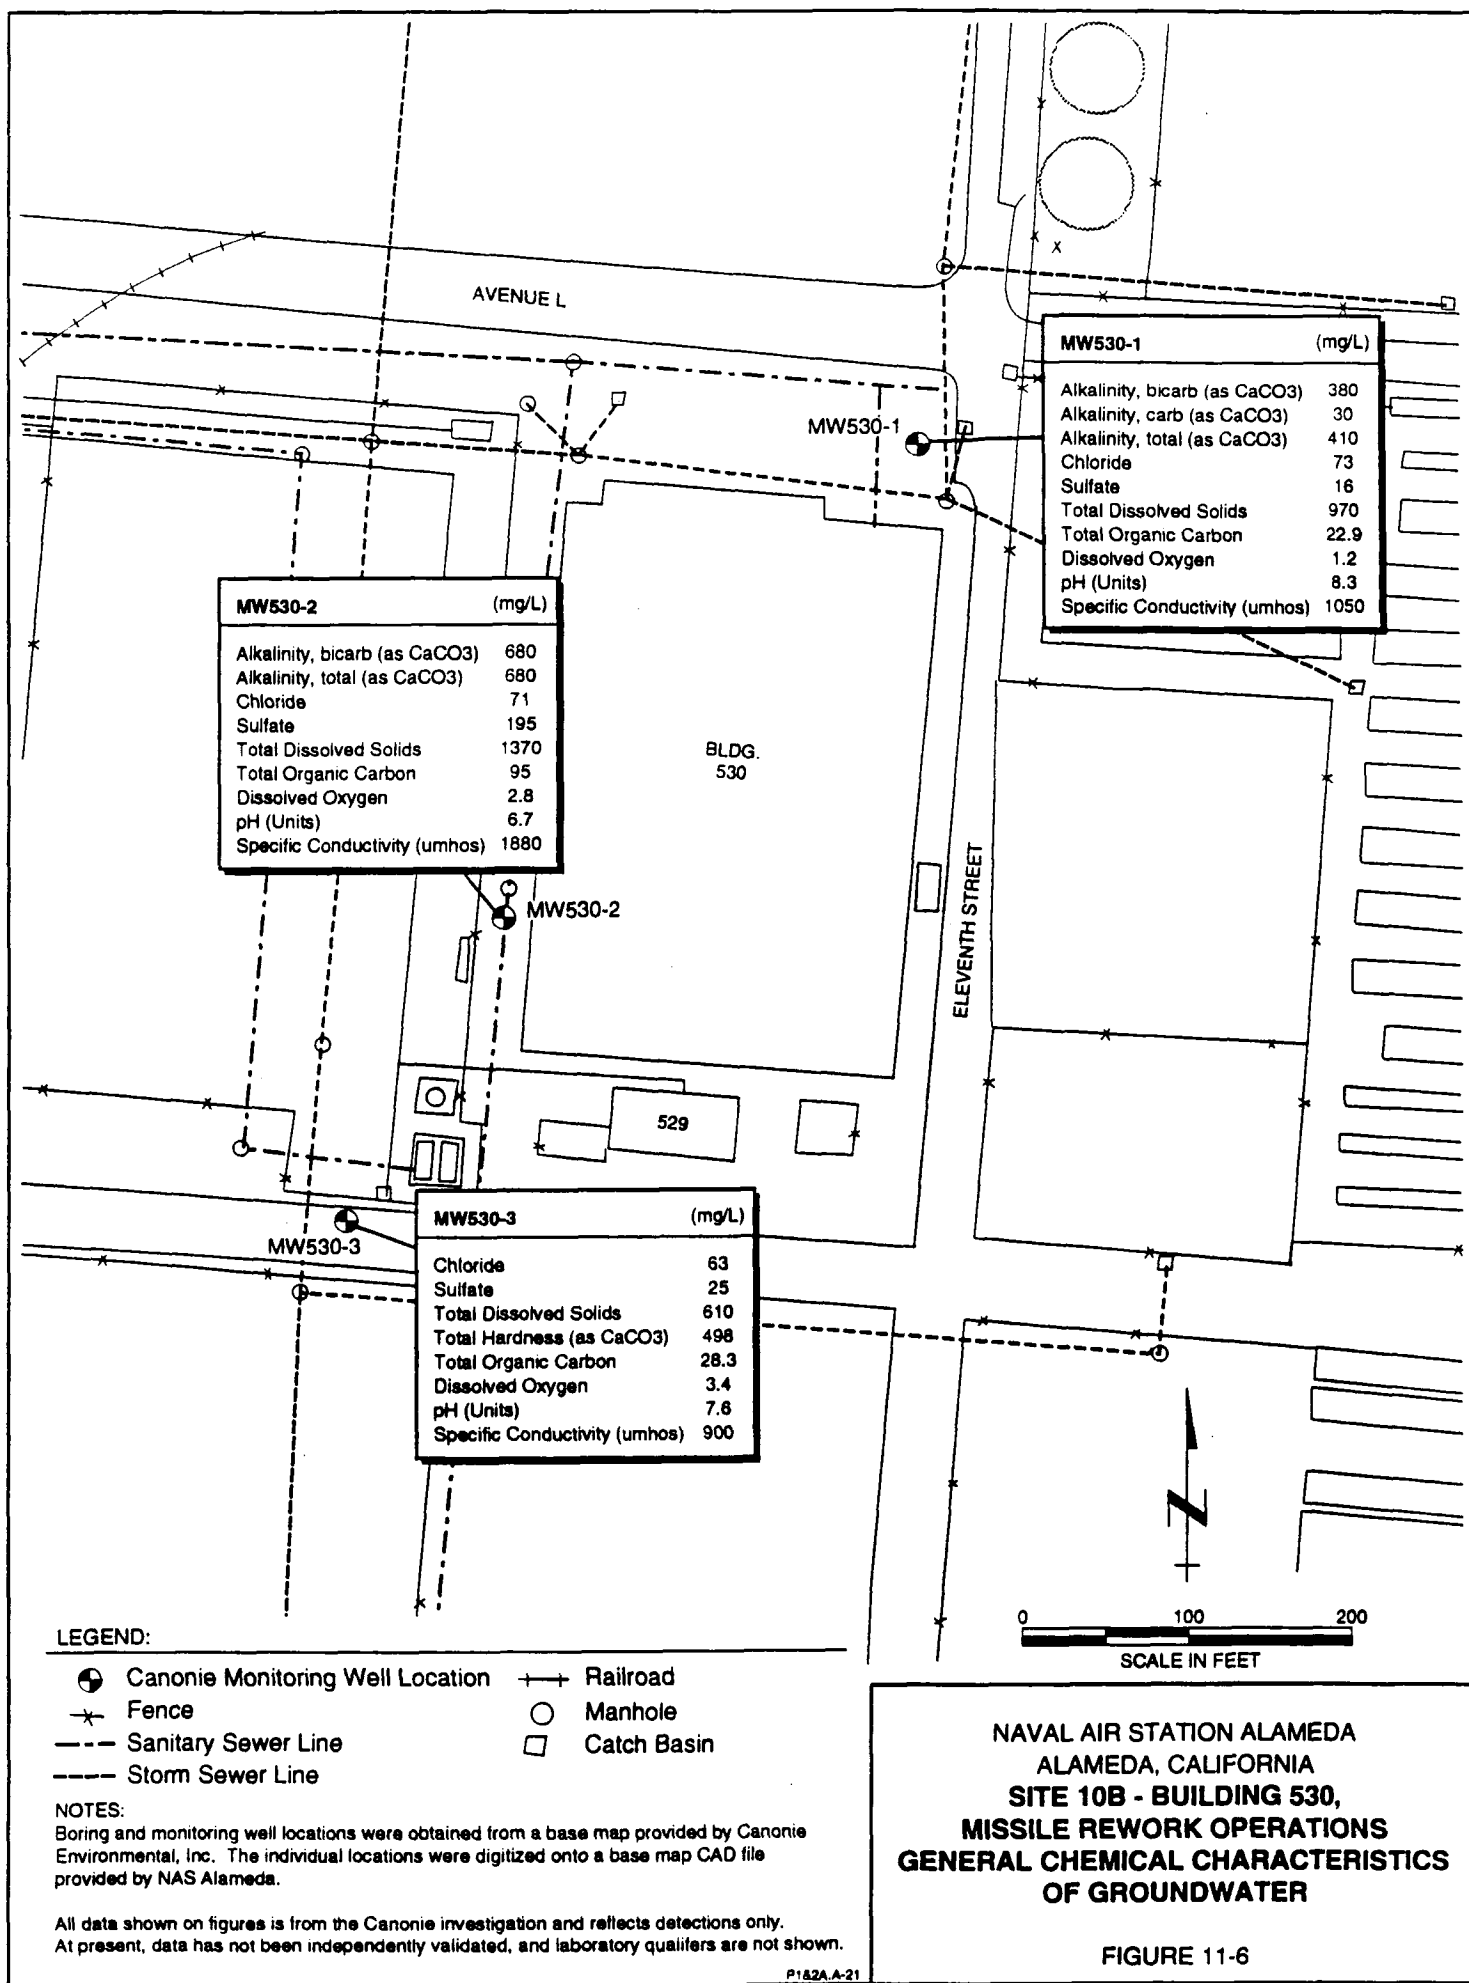 AVENUE L
MW530-1 (mg/L)
Alkalinity, bicarb (as CaCO3) 380
Alkalinity, carb (as CaCO3) 30
Alkalinity, total (as CaCO3) 410
Chloride 73
Sulfate 16
Total Dissolved Solids 970
Total Organic Carbon 22.9
Dissolved Oxygen 1.2
pH (Units) 8.3
Specific Conductivity (umhos) 1050
MW530-1
MW530-2 (mg/L)
Alkalinity, bicarb (as CaCO3) 680
Alkalinity, total (as CaCO3) 680
Chloride 71
Sulfate 195
Total Dissolved Solids 1370
Total Organic Carbon 95
Dissolved Oxygen 2.8
pH (Units) 6.7
Specific Conductivity (umhos) 1880
BLDG.
530
MW530-2
ELEVENTH STREET
529
MW530-3
MW530-3 (mg/L)
Chloride 63
Sulfate 25
Total Dissolved Solids 610
Total Hardness (as CaCO3) 498
Total Organic Carbon 28.3
Dissolved Oxygen 3.4
pH (Units) 7.6
Specific Conductivity (umhos) 900
N
0 100 200
SCALE IN FEET
LEGEND:
Canonie Monitoring Well Location
Railroad
Fence
Manhole
Sanitary Sewer Line
Catch Basin
Storm Sewer Line
NOTES:
Boring and monitoring well locations were obtained from a base map provided by Canonie
Environmental, Inc. The individual locations were digitized onto a base map CAD file
provided by NAS Alameda.
All data shown on figures is from the Canonie investigation and reflects detections only.
At present, data has not been independently validated, and laboratory qualifers are not shown.
P1&2A.A-21
NAVAL AIR STATION ALAMEDA
ALAMEDA, CALIFORNIA
SITE 10B - BUILDING 530,
MISSILE REWORK OPERATIONS
GENERAL CHEMICAL CHARACTERISTICS
OF GROUNDWATER
FIGURE 11-6